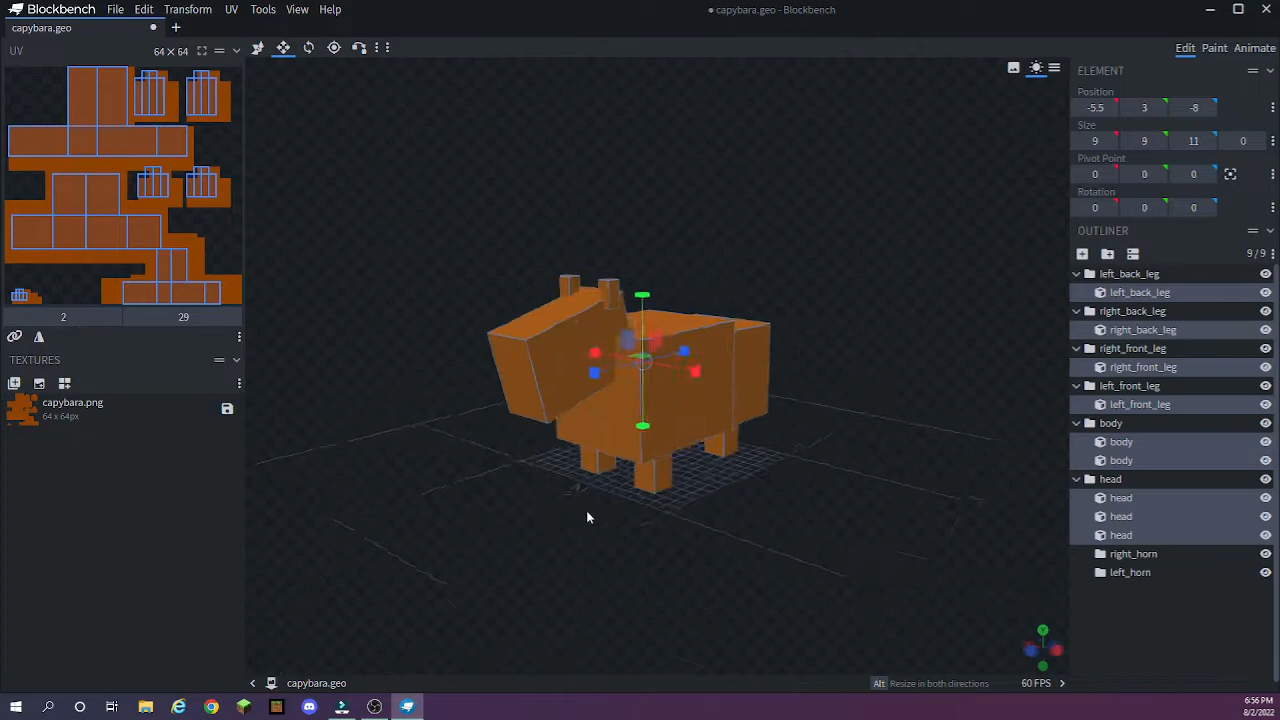 Blockbench File Edit Transform UV Tools View Help
• capybara.geo - Blockbench
capybara.geo
UV 64 × 64
2 29
TEXTURES
capybara.png
64 x 64px
Edit Paint Animate
ELEMENT
Position
-5.5 3 -8
Size
9 9 11 0
Pivot Point
0 0 0
Rotation
0 0 0
OUTLINER
9 / 9
left_back_leg
left_back_leg
right_back_leg
right_back_leg
right_front_leg
right_front_leg
left_front_leg
left_front_leg
body
body
body
head
head
head
head
right_horn
left_horn
Y
capybara.geo
Alt Resize in both directions 60 FPS
6:56 PM
8/2/2022